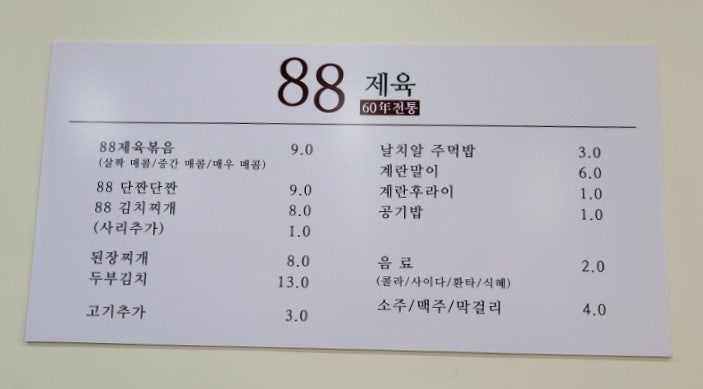 88 제육
60年전통
88제육볶음 9.0
(살짝 매콤/중간 매콤/매우 매콤)
88 단짠단짠 9.0
88 김치찌개 8.0
(사리추가) 1.0
된장찌개 8.0
두부김치 13.0
고기추가 3.0
날치알 주먹밥 3.0
계란말이 6.0
계란후라이 1.0
공기밥 1.0
음료 2.0
(콜라/사이다/환타/식혜)
소주/맥주/막걸리 4.0